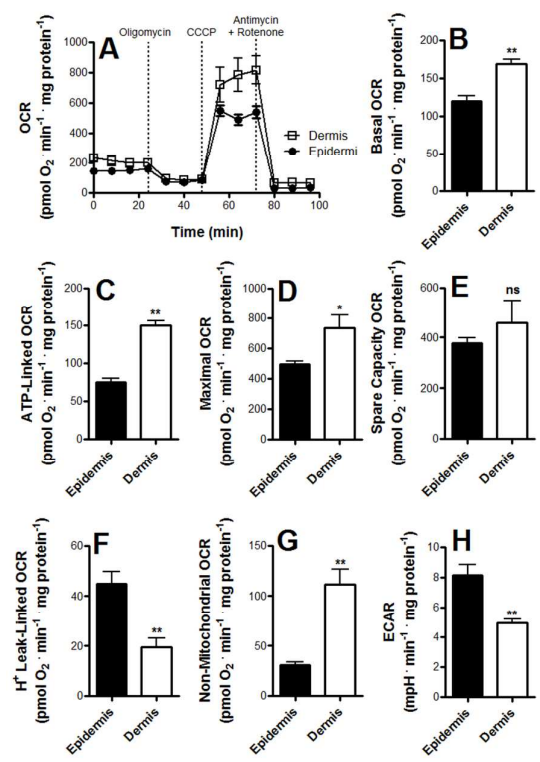 Oligomycin
CCCP
Antimycin
+ Rotenone
A
1000
800
600
400
200
0
OCR
(pmol O2 · min-1 · mg protein-1)
0 20 40 60 80 100
Time (min)
Dermis
Epidermi
B
200
150
100
50
0
Basal OCR
(pmol O2 · min-1 · mg protein-1)
**
Epidermis
Dermis
C
200
150
100
50
0
ATP-Linked OCR
(pmol O2 · min-1 · mg protein-1)
**
Epidermis
Dermis
D
1000
800
600
400
200
0
Maximal OCR
(pmol O2 · min-1 · mg protein-1)
*
Epidermis
Dermis
E
600
400
200
0
Spare Capacity OCR
(pmol O2 · min-1 · mg protein-1)
ns
Epidermis
Dermis
F
60
40
20
0
H+ Leak-Linked OCR
(pmol O2 · min-1 · mg protein-1)
**
Epidermis
Dermis
G
150
100
50
0
Non-Mitochondrial OCR
(pmol O2 · min-1 · mg protein-1)
**
Epidermis
Dermis
H
10
8
6
4
2
0
ECAR
(mpH · min-1 · mg protein-1)
**
Epidermis
Dermis